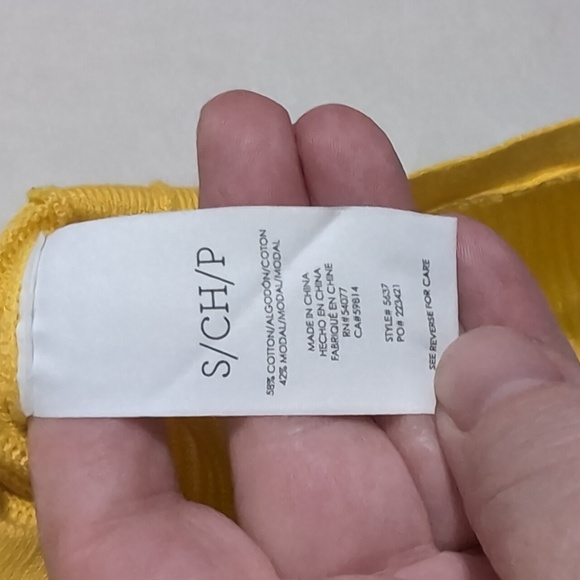 S/CH/P
58% COTTON/ALGODÓN/COTON
42% MODAL/MODAL/MODAL
MADE IN CHINA
HECHO EN CHINA
FABRIQUÉ EN CHINE
RN#54077
CA#59814
STYLE# 5637
PO# 223421
SEE REVERSE FOR CARE